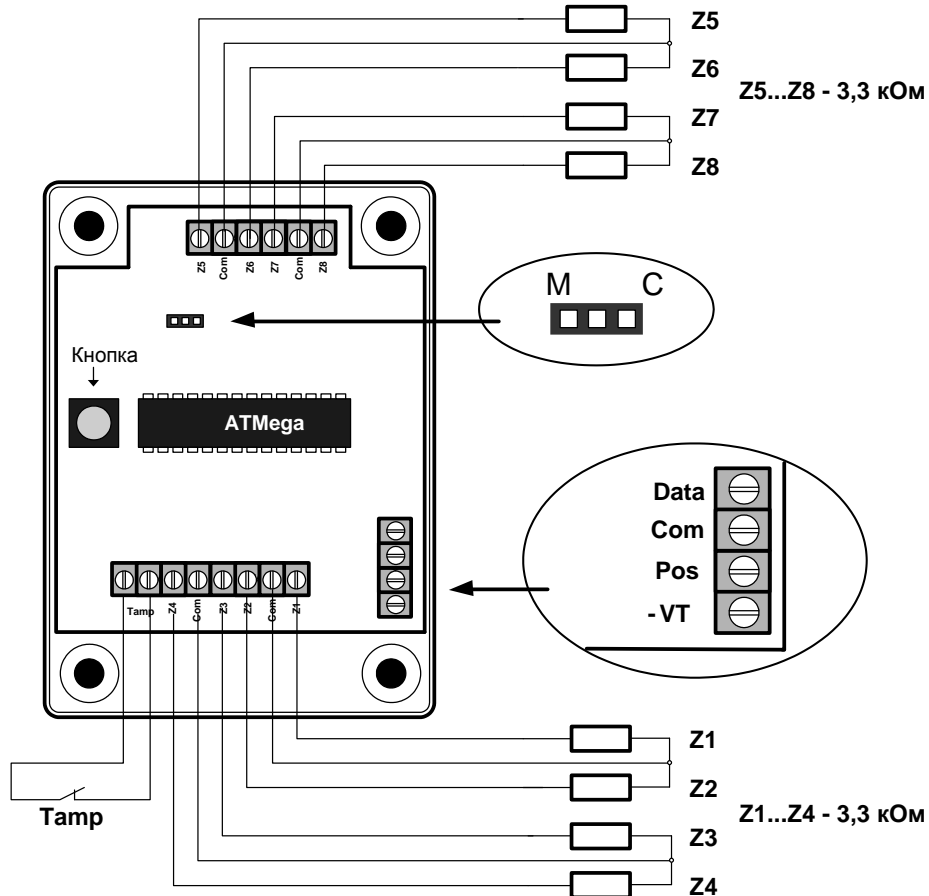 Z5
Z6
Z5...Z8 - 3,3 кОм
Z7
Z8
Z5 Com Z6 Z7 Com Z8
M C
Кнопка
ATMega
Data
Com
Pos
-VT
Tamp Z4 Com Z3 Z2 Com Z1
Z1
Z2
Tamp
Z1...Z4 - 3,3 кОм
Z3
Z4